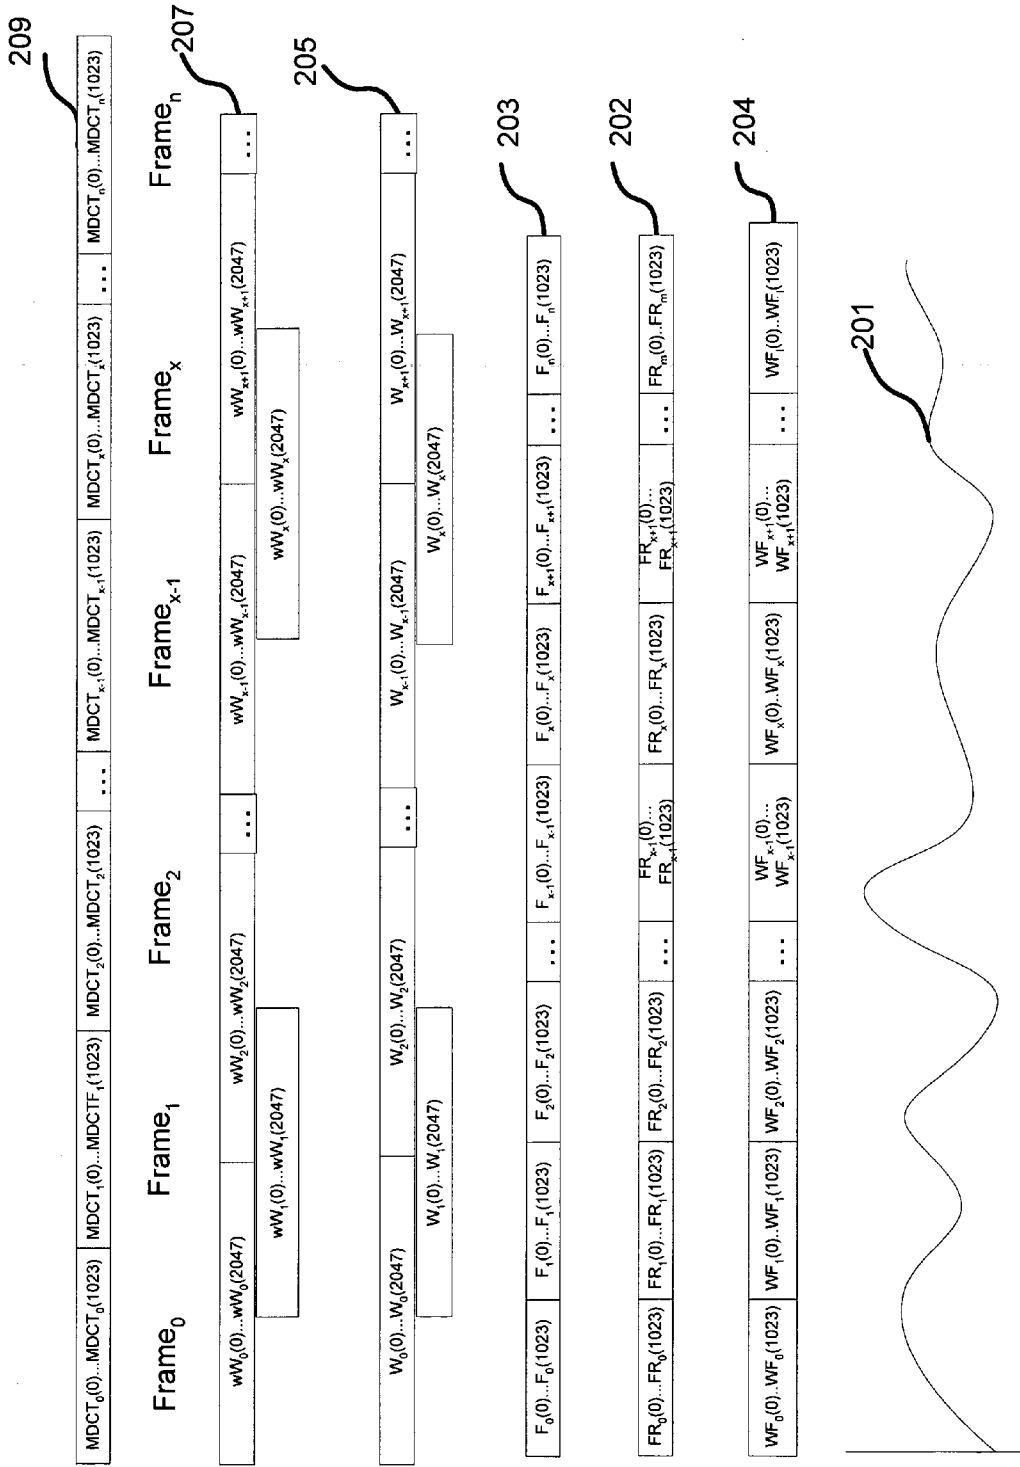 209
MDCT₀(0)...MDCT₀(1023) MDCT₁(0)...MDCTF₁(1023) MDCT₂(0)...MDCT₂(1023) ... MDCTₓ₋₁(0)...MDCTₓ₋₁(1023) MDCTₓ(0)...MDCTₓ(1023) ... MDCTₙ(0)...MDCTₙ(1023)
Frame₀ Frame₁ Frame₂ Frameₓ₋₁ Frameₓ Frameₙ
207
wW₀(0)...wW₀(2047) wW₂(0)...wW₂(2047) ... wWₓ₋₁(0)...wWₓ₋₁(2047) wWₓ₊₁(0)...wWₓ₊₁(2047) ...
wW₁(0)...wW₁(2047) wWₓ(0)...wWₓ(2047)
205
W₀(0)...W₀(2047) W₂(0)...W₂(2047) ... Wₓ₋₁(0)...Wₓ₋₁(2047) Wₓ₊₁(0)...Wₓ₊₁(2047) ...
W₁(0)...W₁(2047) Wₓ(0)...Wₓ(2047)
203
F₀(0)...F₀(1023) F₁(0)...F₁(1023) F₂(0)...F₂(1023) ... Fₓ₋₁(0)...Fₓ₋₁(1023) Fₓ(0)...Fₓ(1023) Fₓ₊₁(0)...Fₓ₊₁(1023) ... Fₙ(0)...Fₙ(1023)
202
FR₀(0)...FR₀(1023) FR₁(0)...FR₁(1023) FR₂(0)...FR₂(1023) ... FRₓ₋₁(0)... FRₓ(0)...FRₓ(1023) FRₓ₊₁(0)... ... FRₘ(0)..FRₘ(1023)
FRₓ₋₁(1023) FRₓ₊₁(1023)
204
WF₀(0)..WF₀(1023) WF₁(0)..WF₁(1023) WF₂(0)..WF₂(1023) ... WFₓ₋₁(0)... WFₓ(0)..WFₓ(1023) WFₓ₊₁(0)... ... WFₗ(0)..WFₗ(1023)
WFₓ₋₁(1023) WFₓ₊₁(1023)
201